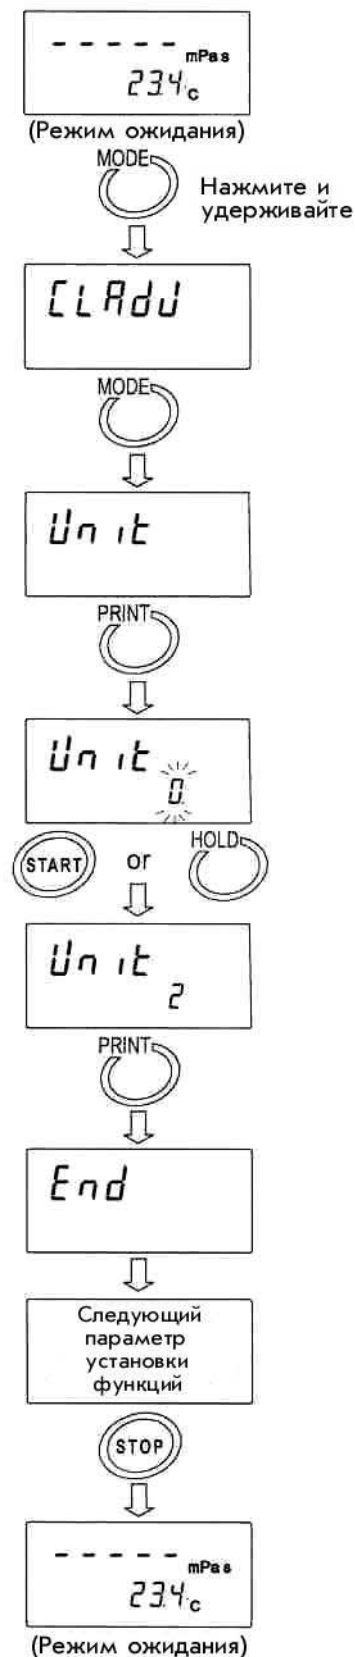 - - - - - mPas
23.4 c
(Режим ожидания)
MODE
Нажмите и
удерживайте
CLAdJ
MODE
Unit
PRINT
Unit
0
START or HOLD
Unit
2
PRINT
End
Следующий
параметр
установки
функций
STOP
- - - - - mPas
23.4 c
(Режим ожидания)